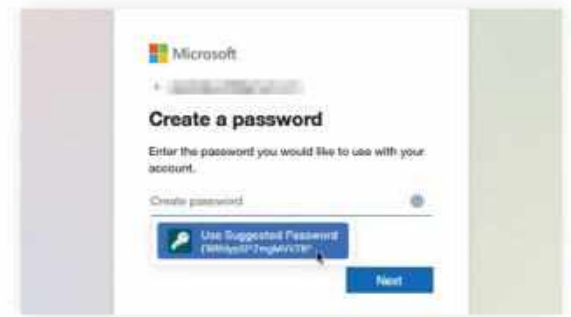 Microsoft
Create a password
Enter the password you would like to use with your
account.
Create password
Use Suggested Password
Next